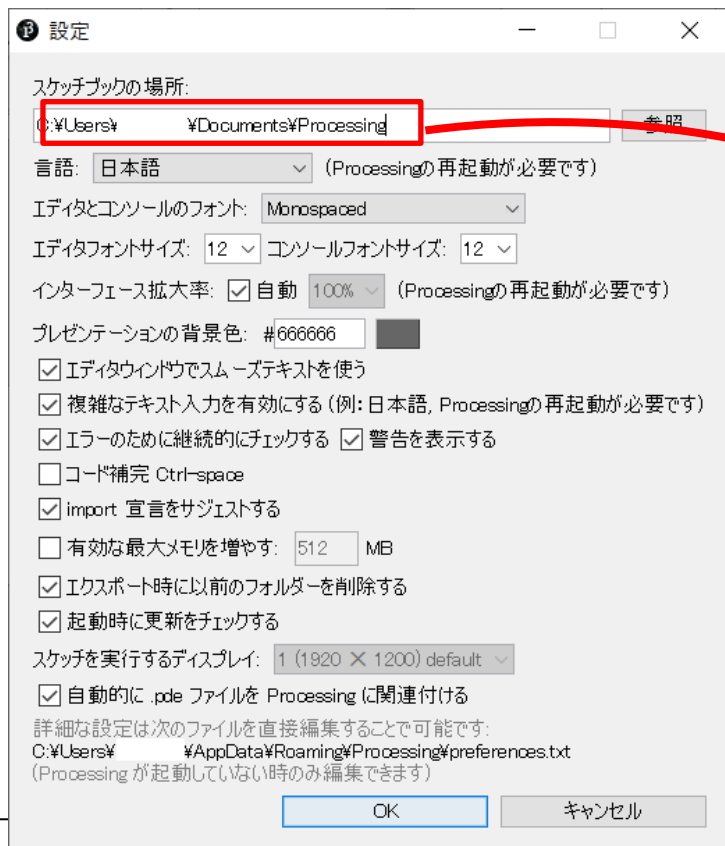 設定
スケッチブックの場所:
C:¥Users¥ ¥Documents¥Processing 参照
言語: 日本語 (Processingの再起動が必要です)
エディタとコンソールのフォント: Monospaced
エディタフォントサイズ: 12 コンソールフォントサイズ: 12
インターフェース拡大率: 自動 100% (Processingの再起動が必要です)
プレゼンテーションの背景色: #666666
エディタウィンドウでスムーズテキストを使う
複雑なテキスト入力を有効にする (例: 日本語, Processingの再起動が必要です)
エラーのために継続的にチェックする 警告を表示する
コード補完 Ctrl-space
import 宣言をサジェストする
有効な最大メモリを増やす: 512 MB
エクスポート時に以前のフォルダーを削除する
起動時に更新をチェックする
スケッチを実行するディスプレイ: 1 (1920 × 1200) default
自動的に .pde ファイルを Processing に関連付ける
詳細な設定は次のファイルを直接編集することで可能です:
C:¥Users¥ ¥AppData¥Roaming¥Processing¥preferences.txt
(Processing が起動していない時のみ編集できます)
OK キャンセル